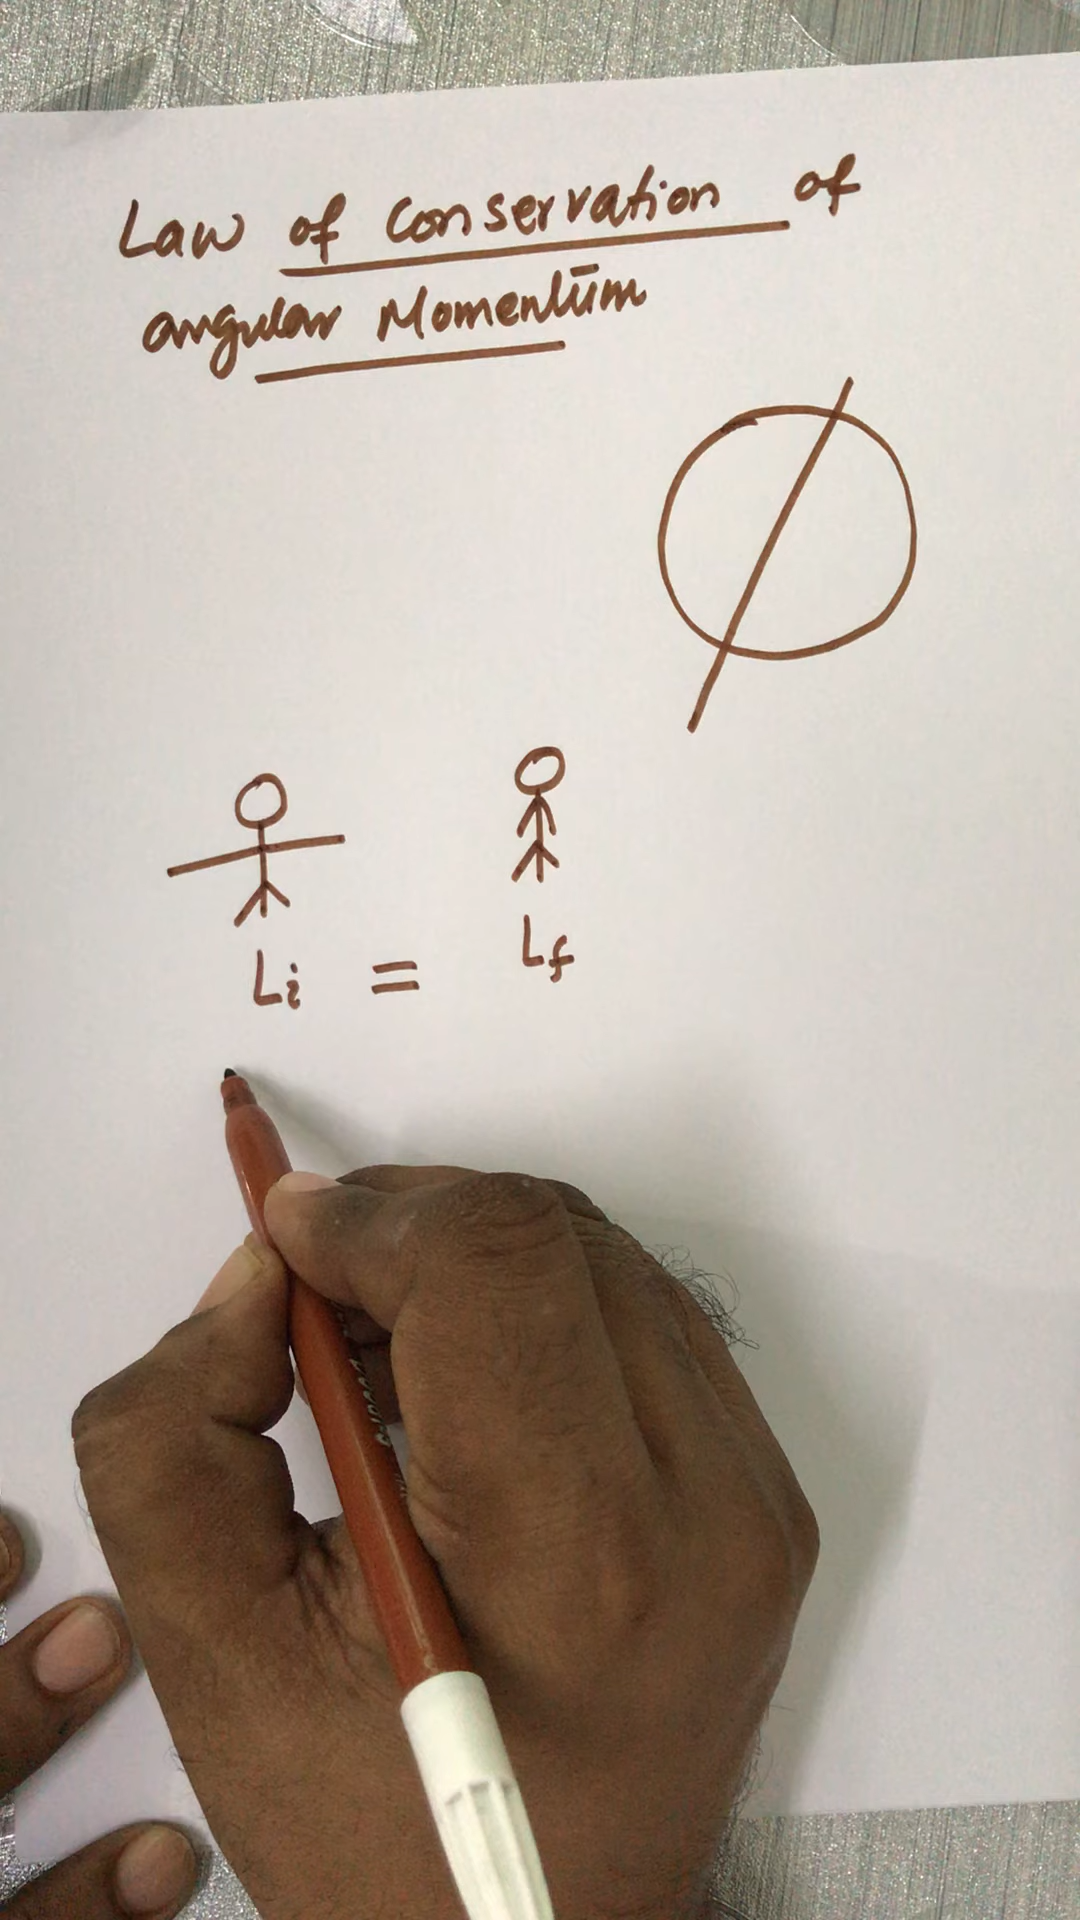 Law of conservation of
angular Momentum
Li = Lf